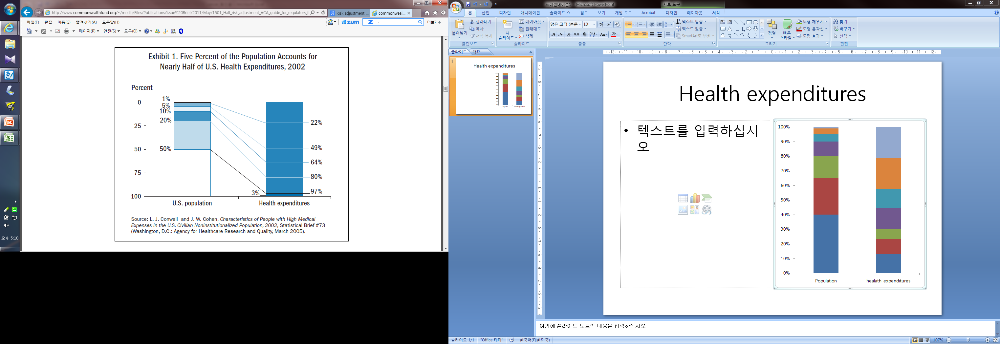 http://www.commonwealthfund.org/~/media/Files/Publications/Issue%20Brief/2011/May/1501_Hall_risk_adjustment_ACA_guide_for_regulators_i
Risk adjustment ...
commonweal...
파일(F) 편집 이동(G) 즐겨찾기(A) 도움말(H)
zum
Z
더보기+
페이지(P) 안전(S) 도구(O)
Exhibit 1. Five Percent of the Population Accounts for
Nearly Half of U.S. Health Expenditures, 2002
Percent
0
25
50
75
100
1%
5%
10%
20%
50%
22%
49%
64%
80%
97%
3%
U.S. population
Health expenditures
Source: L. J. Conwell and J. W. Cohen, Characteristics of People with High Medical
Expenses in the U.S. Civilian Noninstitutionalized Population, 2002, Statistical Brief #73
(Washington, D.C.: Agency for Healthcare Research and Quality, March 2005).
오후 5:10
프레젠테이션1 - Microsoft PowerPoint
차트 도구
홈 삽입 디자인 애니메이션 슬라이드 쇼 검토 보기 개발 도구 Acrobat 디자인 레이아웃 서식
붙여넣기
잘라내기
복사
서식 복사
클립보드
새
슬라이드
레이아웃
원래대로
삭제
슬라이드
맑은 고딕 (본문
10
글꼴
텍스트 방향
텍스트 맞춤
SmartArt로 변환
단락
정렬
빠른
스타일
도형 채우기
도형 윤곽선
도형 효과
그리기
찾기
바꾸기
선택
편집
슬라이드 개요
1
Health expenditures
Health expenditures
• 텍스트를 입력하십시
오
100%
90%
80%
70%
60%
50%
40%
30%
20%
10%
0%
Population
healath expenditures
여기에 슬라이드 노트의 내용을 입력하십시오
슬라이드 1/1 "Office 테마" 한국어(대한민국)
107%